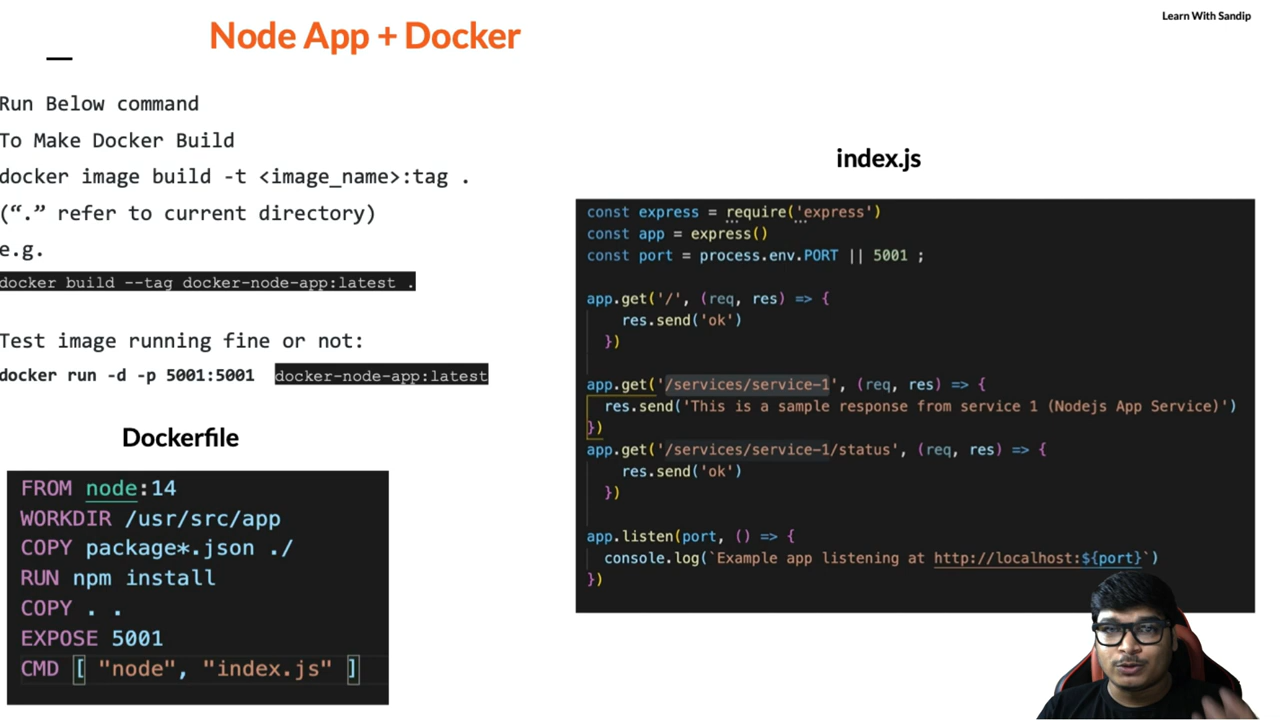 Learn With Sandip
Node App + Docker
Run Below command
To Make Docker Build
docker image build -t <image_name>:tag .
(“.” refer to current directory)
e.g.
docker build --tag docker-node-app:latest .
Test image running fine or not:
docker run -d -p 5001:5001 docker-node-app:latest
Dockerfile
FROM node:14
WORKDIR /usr/src/app
COPY package*.json ./
RUN npm install
COPY . .
EXPOSE 5001
CMD [ "node", "index.js" ]
index.js
const express = require('express')
const app = express()
const port = process.env.PORT || 5001 ;
app.get('/', (req, res) => {
res.send('ok')
})
app.get('/services/service-1', (req, res) => {
res.send('This is a sample response from service 1 (Nodejs App Service)')
})
app.get('/services/service-1/status', (req, res) => {
res.send('ok')
})
app.listen(port, () => {
console.log(`Example app listening at http://localhost:${port}`)
})